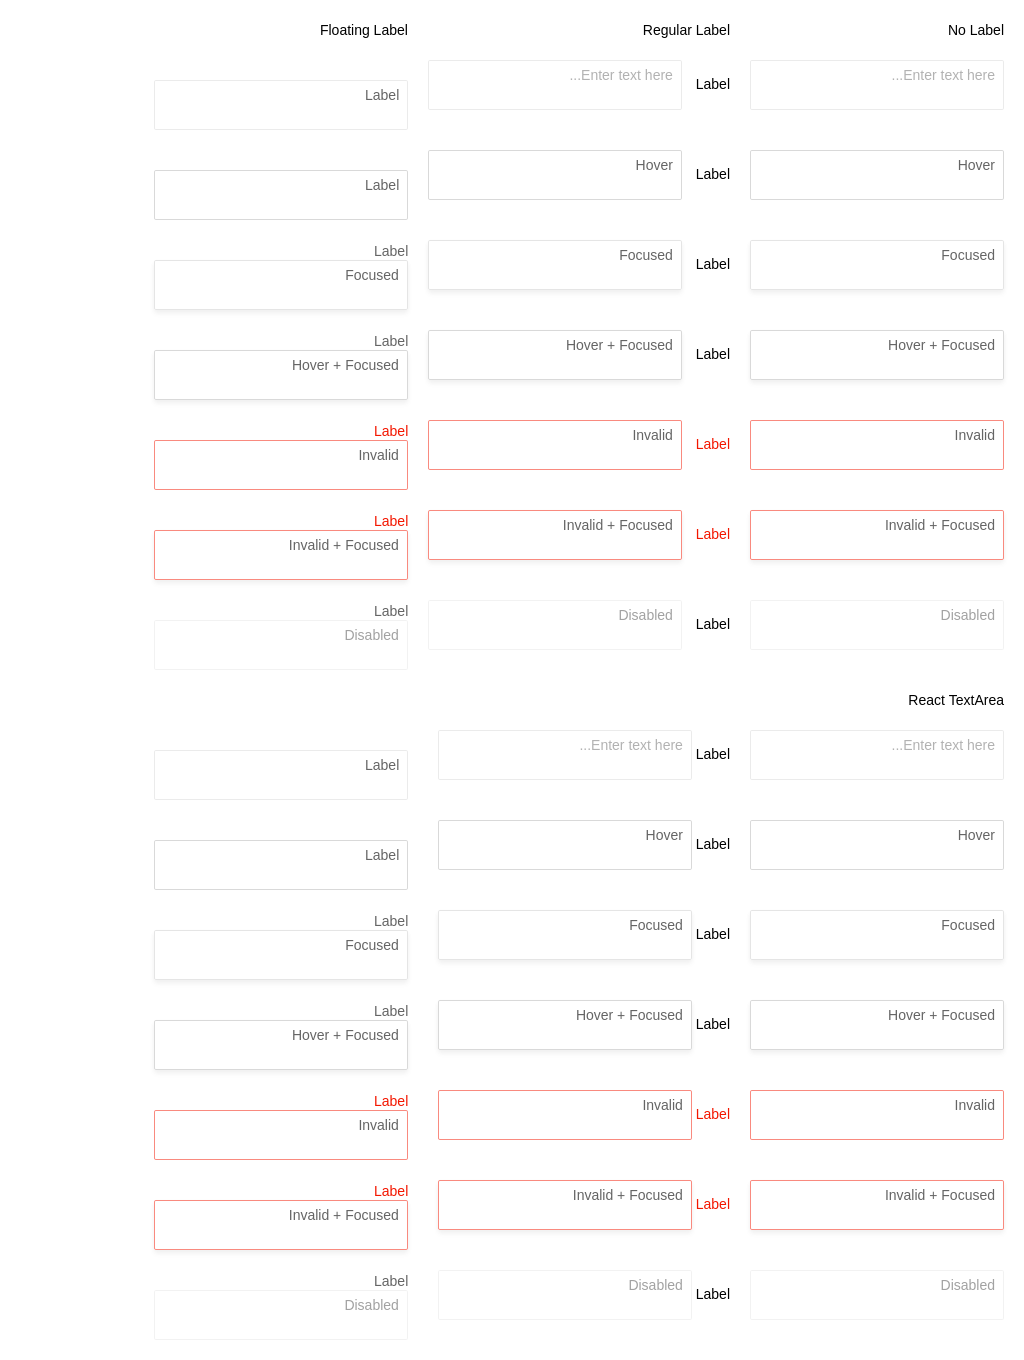 Floating Label
Regular Label
No Label
Label
...Enter text here
Label
...Enter text here
Label
Hover
Label
Hover
Label
Focused
Focused
Label
Focused
Label
Hover + Focused
Hover + Focused
Label
Hover + Focused
Label
Invalid
Invalid
Label
Invalid
Label
Invalid + Focused
Invalid + Focused
Label
Invalid + Focused
Label
Disabled
Disabled
Label
Disabled
React TextArea
Label
...Enter text here
Label
...Enter text here
Label
Hover
Label
Hover
Label
Focused
Focused
Label
Focused
Label
Hover + Focused
Hover + Focused
Label
Hover + Focused
Label
Invalid
Invalid
Label
Invalid
Label
Invalid + Focused
Invalid + Focused
Label
Invalid + Focused
Label
Disabled
Disabled
Label
Disabled